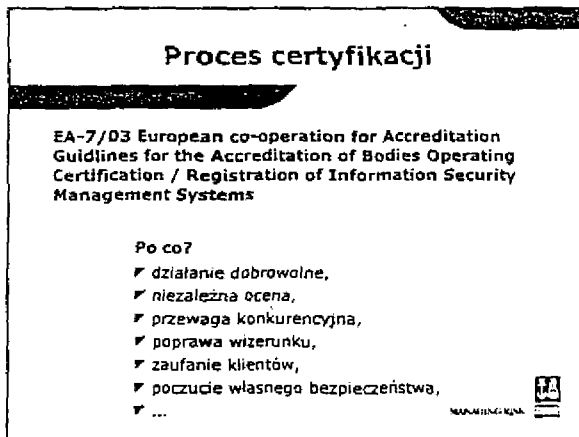 Proces certyfikacji
EA-7/03 European co-operation for Accreditation
Guidlines for the Accreditation of Bodies Operating
Certification / Registration of Information Security
Management Systems
Po co?
działanie dobrowolne,
niezależna ocena,
przewaga konkurencyjna,
poprawa wizerunku,
zaufanie klientów,
poczucie własnego bezpieczeństwa,
...
MANAGING RISK